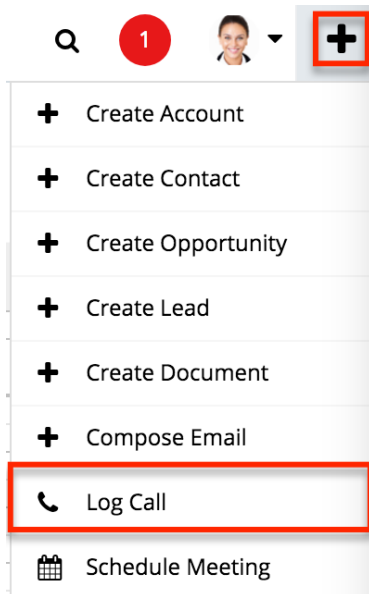 1
Create Account
Create Contact
Create Opportunity
Create Lead
Create Document
Compose Email
Log Call
Schedule Meeting